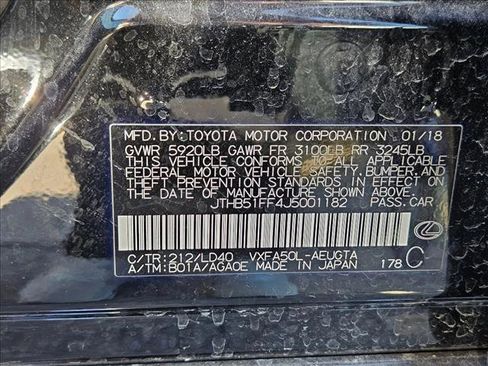 MFD. BY: TOYOTA MOTOR CORPORATION 01/18
GVWR 5920LB GAWR FR 3100LB RR 3245LB
THIS VEHICLE CONFORMS TO ALL APPLICABLE
FEDERAL MOTOR VEHICLE SAFETY, BUMPER, AND
THEFT PREVENTION STANDARDS IN EFFECT ON
THE DATE OF MANUFACTURE SHOWN ABOVE.
JTHB51FF4J5001182 PASS.CAR
C/TR:212/LD40 VXFA50L-AEUGTA
A/TM:B01A/AGA0E MADE IN JAPAN 178 C